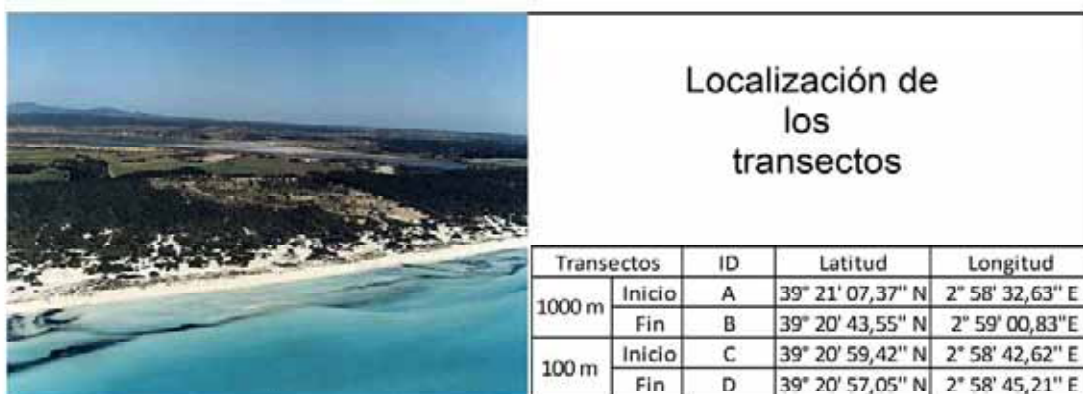 Localización de
los
transectos
Transectos ID Latitud Longitud
1000 m Inicio A 39° 21' 07,37" N 2° 58' 32,63" E
Fin B 39° 20' 43,55" N 2° 59' 00,83"E
100 m Inicio C 39° 20' 59,42" N 2° 58' 42,62" E
Fin D 39° 20' 57,05" N 2° 58' 45,21" E